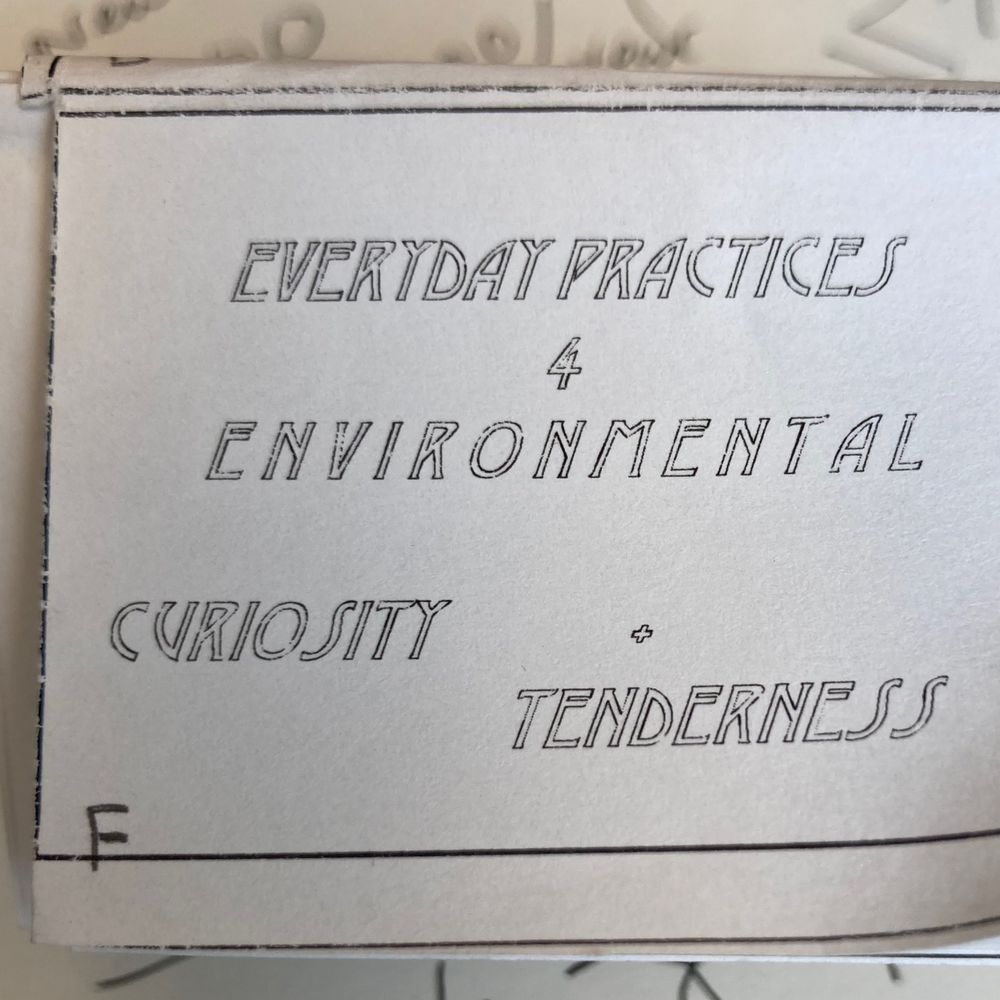 EVERYDAY PRACTICES
4
ENVIRONMENTAL
CURIOSITY +
TENDERNESS
F